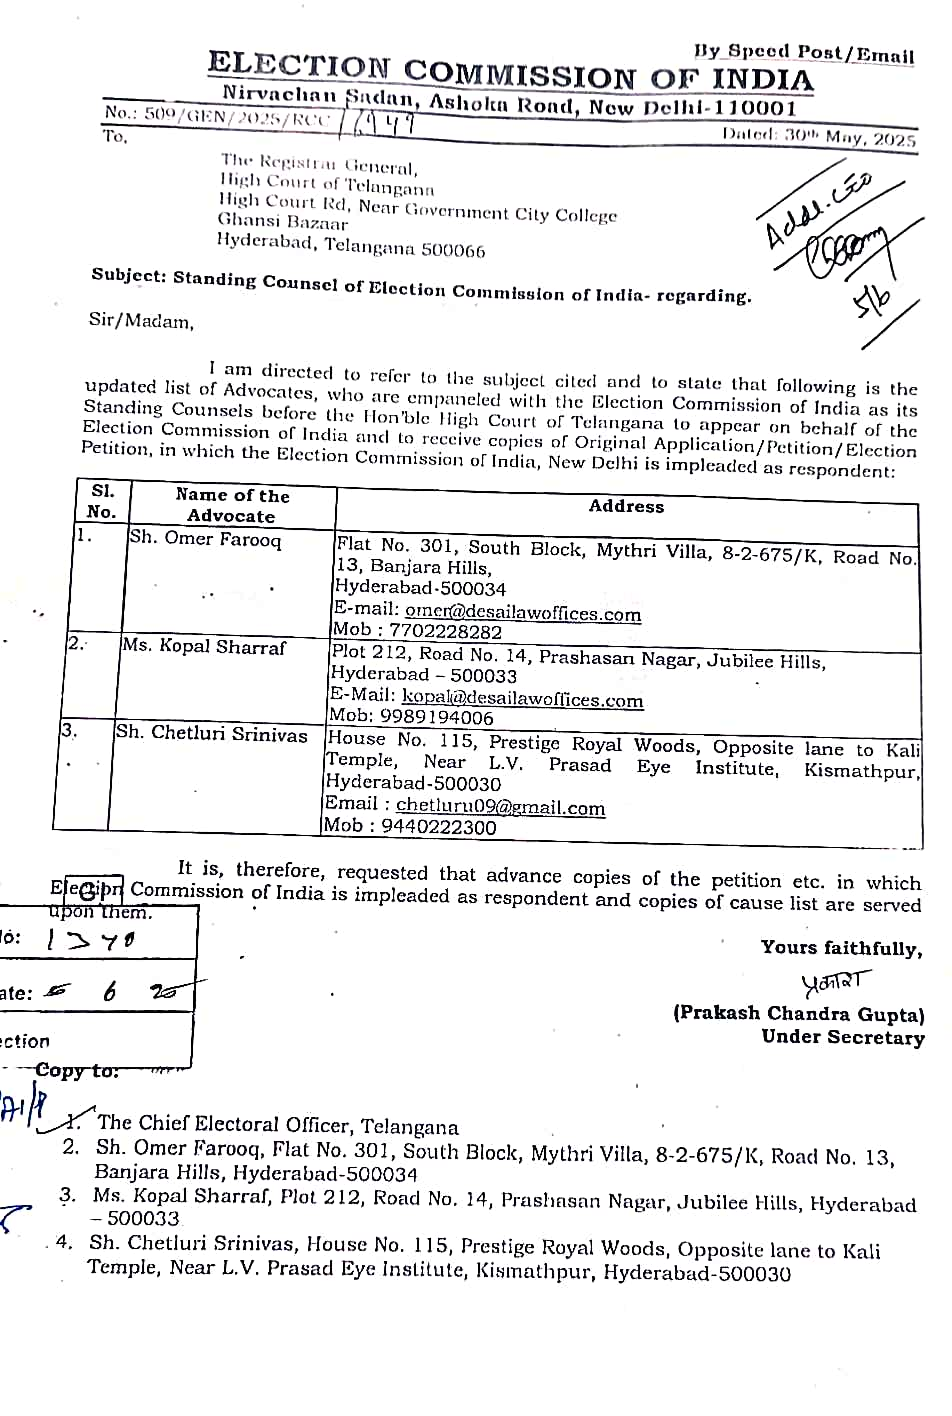 By Speed Post/Email
ELECTION COMMISSION OF INDIA
Nirvachan Sadan, Ashoka Road, New Delhi-110001
No.: 509/GEN/2025/RCC
Dated: 30th May, 2025
To,
The Registrar General,
High Court of Telangana
High Court Rd, Near Government City College
Ghansi Bazaar
Hyderabad, Telangana 500066
Addl. CEO
5/6
Subject: Standing Counsel of Election Commission of India- regarding.
Sir/Madam,
I am directed to refer to the subject cited and to state that following is the
updated list of Advocates, who are empaneled with the Election Commission of India as its
Standing Counsels before the Hon'ble High Court of Telangana to appear on behalf of the
Election Commission of India and to receive copies of Original Application/Petition/Election
Petition, in which the Election Commission of India, New Delhi is impleaded as respondent:
Sl. No. Name of the Advocate Address
1. Sh. Omer Farooq
Flat No. 301, South Block, Mythri Villa, 8-2-675/K, Road No.
13, Banjara Hills,
Hyderabad-500034
E-mail: omer@desailawoffices.com
Mob : 7702228282
2. Ms. Kopal Sharraf
Plot 212, Road No. 14, Prashasan Nagar, Jubilee Hills,
Hyderabad – 500033
E-Mail: kopal@desailawoffices.com
Mob: 9989194006
3. Sh. Chetluri Srinivas
House No. 115, Prestige Royal Woods, Opposite lane to Kali
Temple, Near L.V. Prasad Eye Institute, Kismathpur,
Hyderabad-500030
Email : chetluru09@gmail.com
Mob : 9440222300
It is, therefore, requested that advance copies of the petition etc. in which
Election Commission of India is impleaded as respondent and copies of cause list are served
upon them.
Yours faithfully,
प्रकाश
(Prakash Chandra Gupta)
Under Secretary
Copy to:
1. The Chief Electoral Officer, Telangana
2. Sh. Omer Farooq, Flat No. 301, South Block, Mythri Villa, 8-2-675/K, Road No. 13,
Banjara Hills, Hyderabad-500034
3. Ms. Kopal Sharraf, Plot 212, Road No. 14, Prashasan Nagar, Jubilee Hills, Hyderabad
– 500033
4. Sh. Chetluri Srinivas, House No. 115, Prestige Royal Woods, Opposite lane to Kali
Temple, Near L.V. Prasad Eye Institute, Kismathpur, Hyderabad-500030